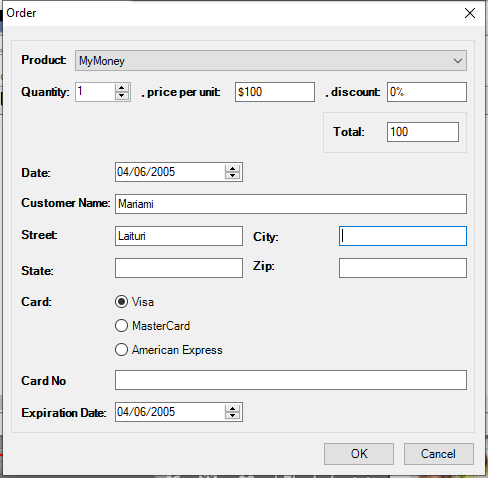 Order
Product: MyMoney
Quantity: 1 , price per unit: $100 , discount: 0%
Total: 100
Date: 04/06/2005
Customer Name: Mariami
Street: Laituri City:
State: Zip:
Card: Visa
MasterCard
American Express
Card No
Expiration Date: 04/06/2005
OK Cancel